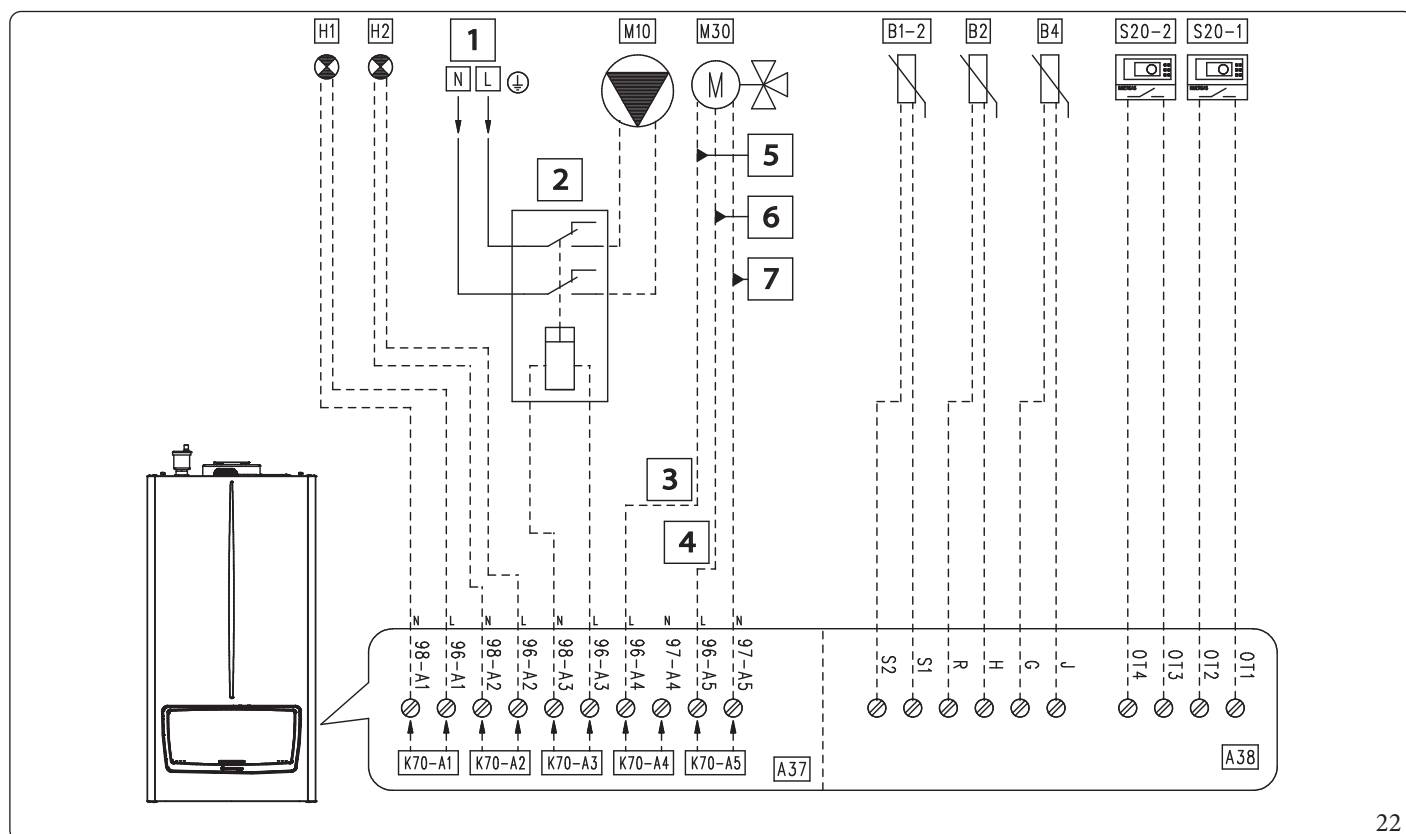 H1 H2 1 M10 M30 B1-2 B2 B4 S20-2 S20-1
N L
M
5
2
6
7
3
4
N L N L N L L N L N
98-A1 96-A1 98-A2 96-A2 98-A3 96-A3 96-A4 97-A4 96-A5 97-A5 S2 S1 R H G J OT4 OT3 OT2 OT1
K70-A1 K70-A2 K70-A3 K70-A4 K70-A5 A37 A38
22